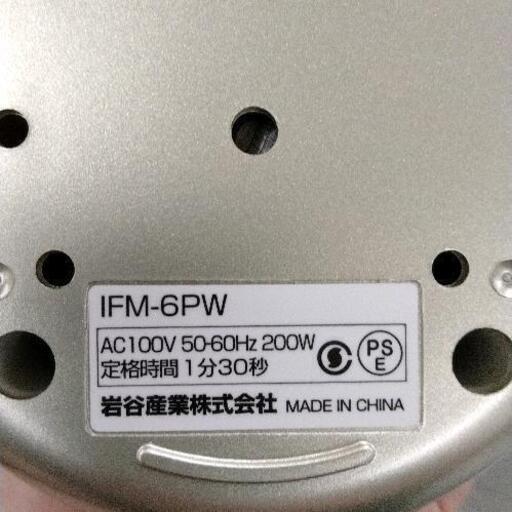 IFM-6PW
AC100V 50-60Hz 200W
定格時間 1分30秒
PS
E
岩谷産業株式会社 MADE IN CHINA